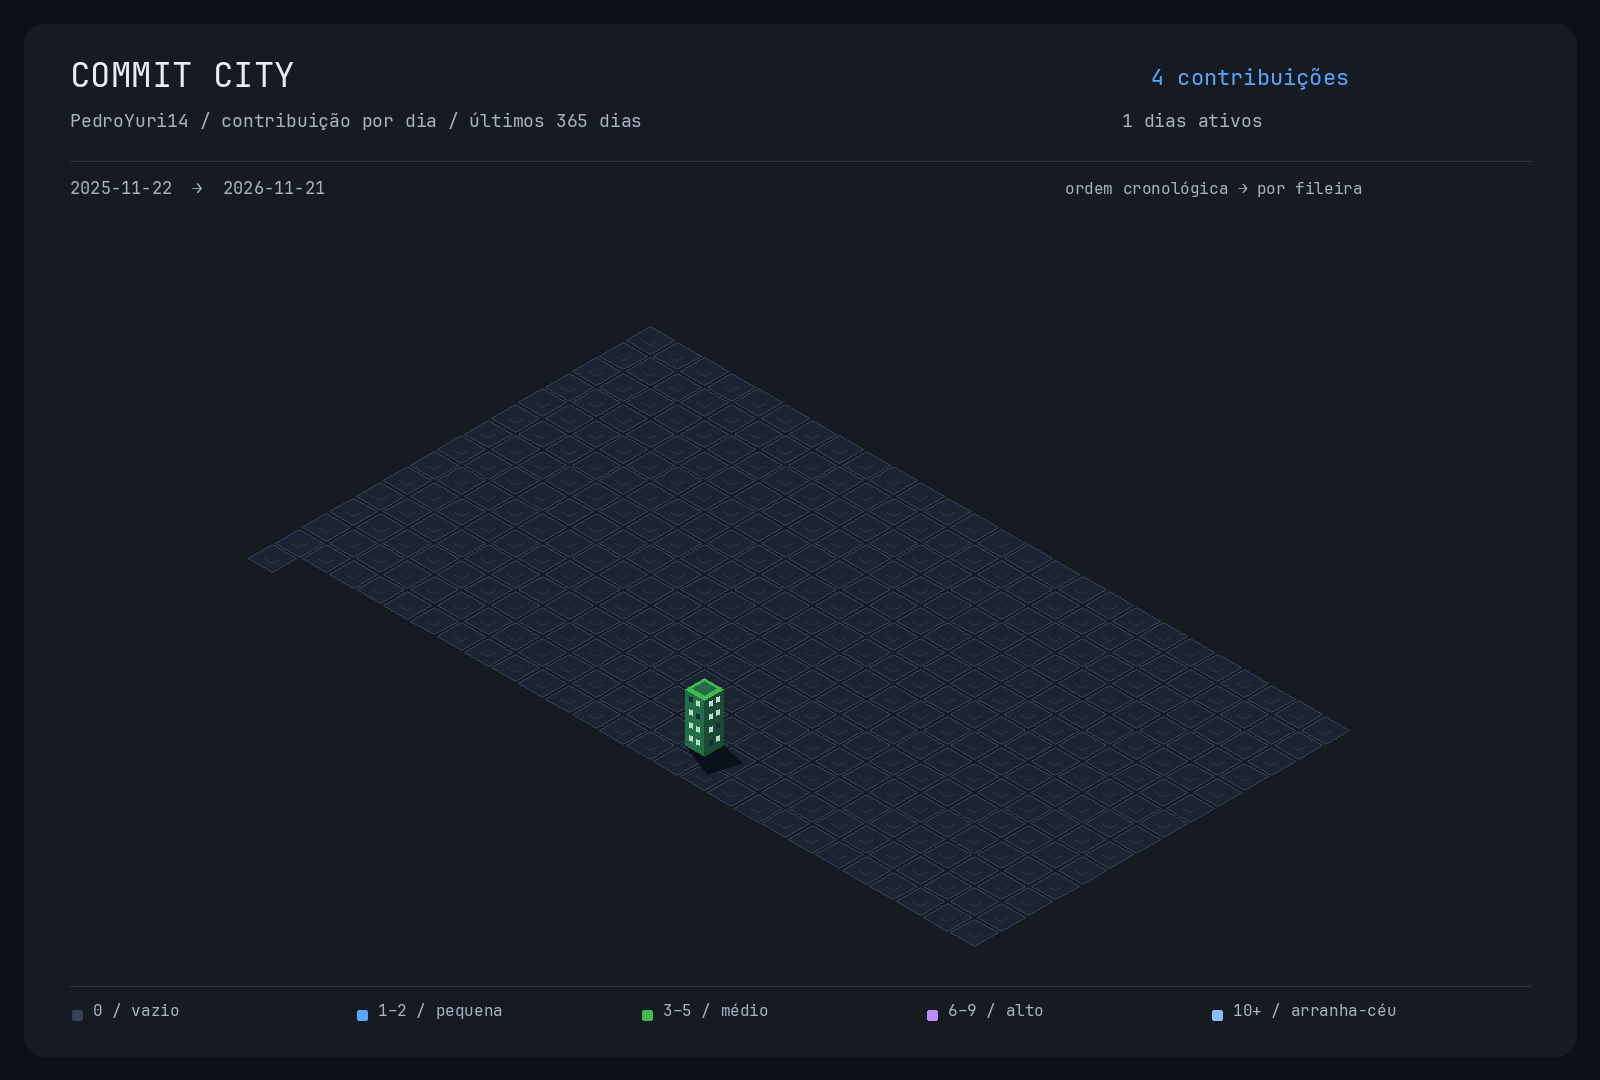 COMMIT CITY
4 contribuições
PedroYuri14 / contribuição por dia / últimos 365 dias
1 dias ativos
2025-11-22 → 2026-11-21
ordem cronológica → por fileira
0 / vazio
1–2 / pequena
3–5 / médio
6–9 / alto
10+ / arranha-céu